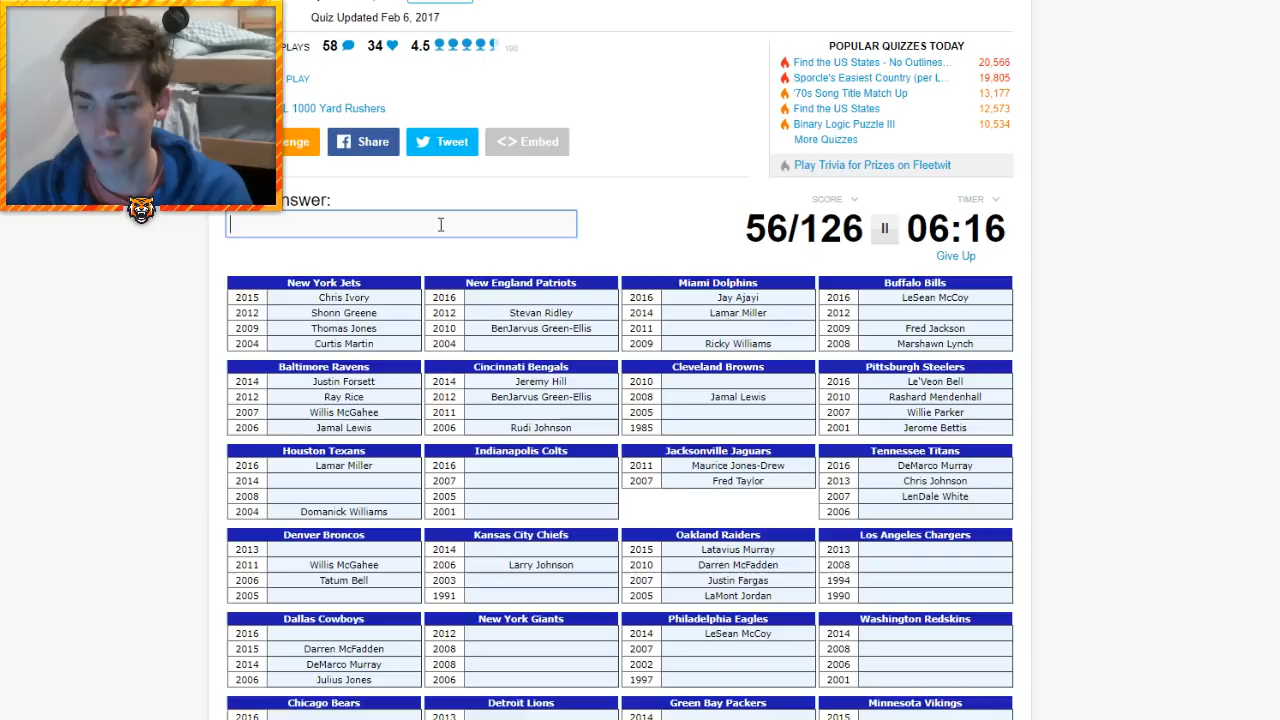 Quiz Updated Feb 6, 2017
PLAYS 58 34 4.5 190
PLAY
L 1000 Yard Rushers
enge Share Tweet <> Embed
POPULAR QUIZZES TODAY
Find the US States - No Outlines... 20,566
Sporcle's Easiest Country (per L... 19,805
'70s Song Title Match Up 13,177
Find the US States 12,573
Binary Logic Puzzle III 10,534
More Quizzes
Play Trivia for Prizes on Fleetwit
nswer:
SCORE TIMER
56/126 06:16
Give Up
New York Jets New England Patriots Miami Dolphins Buffalo Bills
2015 Chris Ivory 2016 2016 Jay Ajayi 2016 LeSean McCoy
2012 Shonn Greene 2012 Stevan Ridley 2014 Lamar Miller 2012
2009 Thomas Jones 2010 BenJarvus Green-Ellis 2011 2009 Fred Jackson
2004 Curtis Martin 2004 2009 Ricky Williams 2008 Marshawn Lynch
Baltimore Ravens Cincinnati Bengals Cleveland Browns Pittsburgh Steelers
2014 Justin Forsett 2014 Jeremy Hill 2010 2016 Le'Veon Bell
2012 Ray Rice 2012 BenJarvus Green-Ellis 2008 Jamal Lewis 2010 Rashard Mendenhall
2007 Willis McGahee 2011 2005 2007 Willie Parker
2006 Jamal Lewis 2006 Rudi Johnson 1985 2001 Jerome Bettis
Houston Texans Indianapolis Colts Jacksonville Jaguars Tennessee Titans
2016 Lamar Miller 2016 2011 Maurice Jones-Drew 2016 DeMarco Murray
2014 2007 2007 Fred Taylor 2013 Chris Johnson
2008 2005 2007 LenDale White
2004 Domanick Williams 2001 2006
Denver Broncos Kansas City Chiefs Oakland Raiders Los Angeles Chargers
2013 2014 2015 Latavius Murray 2013
2011 Willis McGahee 2006 Larry Johnson 2010 Darren McFadden 2008
2006 Tatum Bell 2003 2007 Justin Fargas 1994
2005 1991 2005 LaMont Jordan 1990
Dallas Cowboys New York Giants Philadelphia Eagles Washington Redskins
2016 2012 2014 LeSean McCoy 2014
2015 Darren McFadden 2008 2007 2008
2014 DeMarco Murray 2008 2002 2006
2006 Julius Jones 2006 1997 2001
Chicago Bears Detroit Lions Green Bay Packers Minnesota Vikings
2016 2013 2014 2015